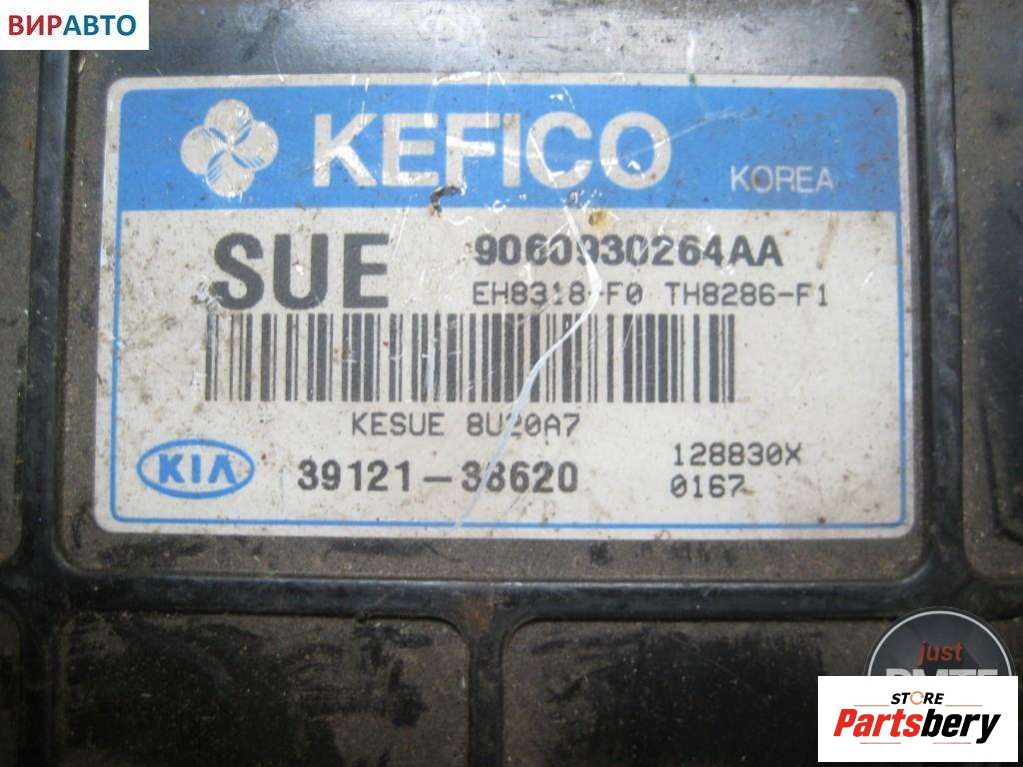 ВИРАВТО
KEFICO
KOREA
SUE
9060930264AA
EH8318-F0 TH8286-F1
KESUE 8U20A7
KIA
39121-38620
128830X
0167
just
STORE
Partsbery